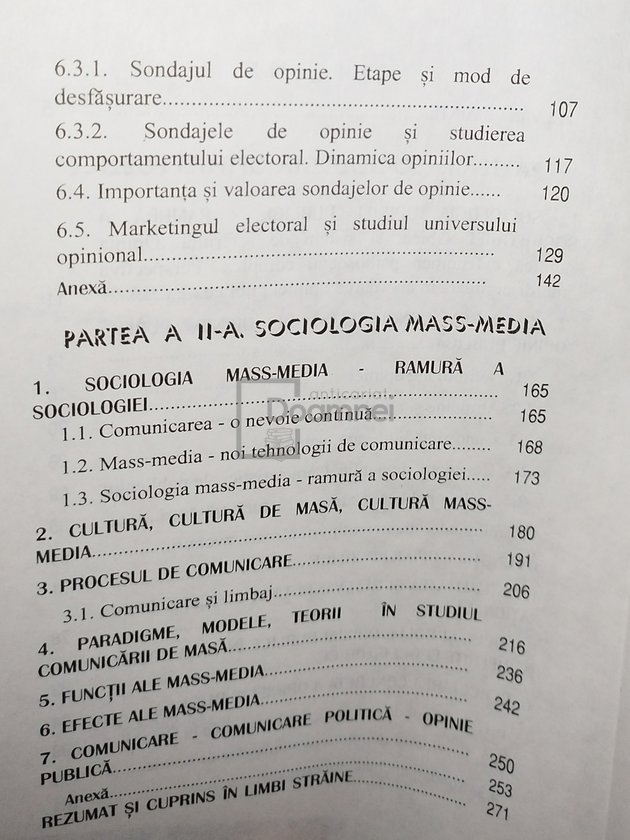 6.3.1. Sondajul de opinie. Etape și mod de
desfășurare.................................................................. 107
6.3.2. Sondajele de opinie și studierea
comportamentului electoral. Dinamica opiniilor......... 117
6.4. Importanța și valoarea sondajelor de opinie...... 120
6.5. Marketingul electoral și studiul universului
opinional................................................................ 129
Anexă..................................................................... 142
PARTEA A II-A. SOCIOLOGIA MASS-MEDIA
1. SOCIOLOGIA MASS-MEDIA - RAMURĂ A
SOCIOLOGIEI............................................................... 165
anticariat
Dogmnei
1.1. Comunicarea - o nevoie continuă...................... 165
1.2. Mass-media - noi tehnologii de comunicare........ 168
1.3. Sociologia mass-media - ramură a sociologiei..... 173
2. CULTURĂ, CULTURĂ DE MASĂ, CULTURĂ MASS-
MEDIA....................................................................... 180
3. PROCESUL DE COMUNICARE................................... 191
3.1. Comunicare și limbaj...................................... 206
4. PARADIGME, MODELE, TEORII ÎN STUDIUL
COMUNICĂRII DE MASĂ............................................. 216
5. FUNCȚII ALE MASS-MEDIA....................................... 236
6. EFECTE ALE MASS-MEDIA........................................ 242
7. COMUNICARE - COMUNICARE POLITICĂ - OPINIE
PUBLICĂ.................................................................... 250
Anexă..................................................................... 253
REZUMAT ȘI CUPRINS ÎN LIMBI STRĂINE.................... 271